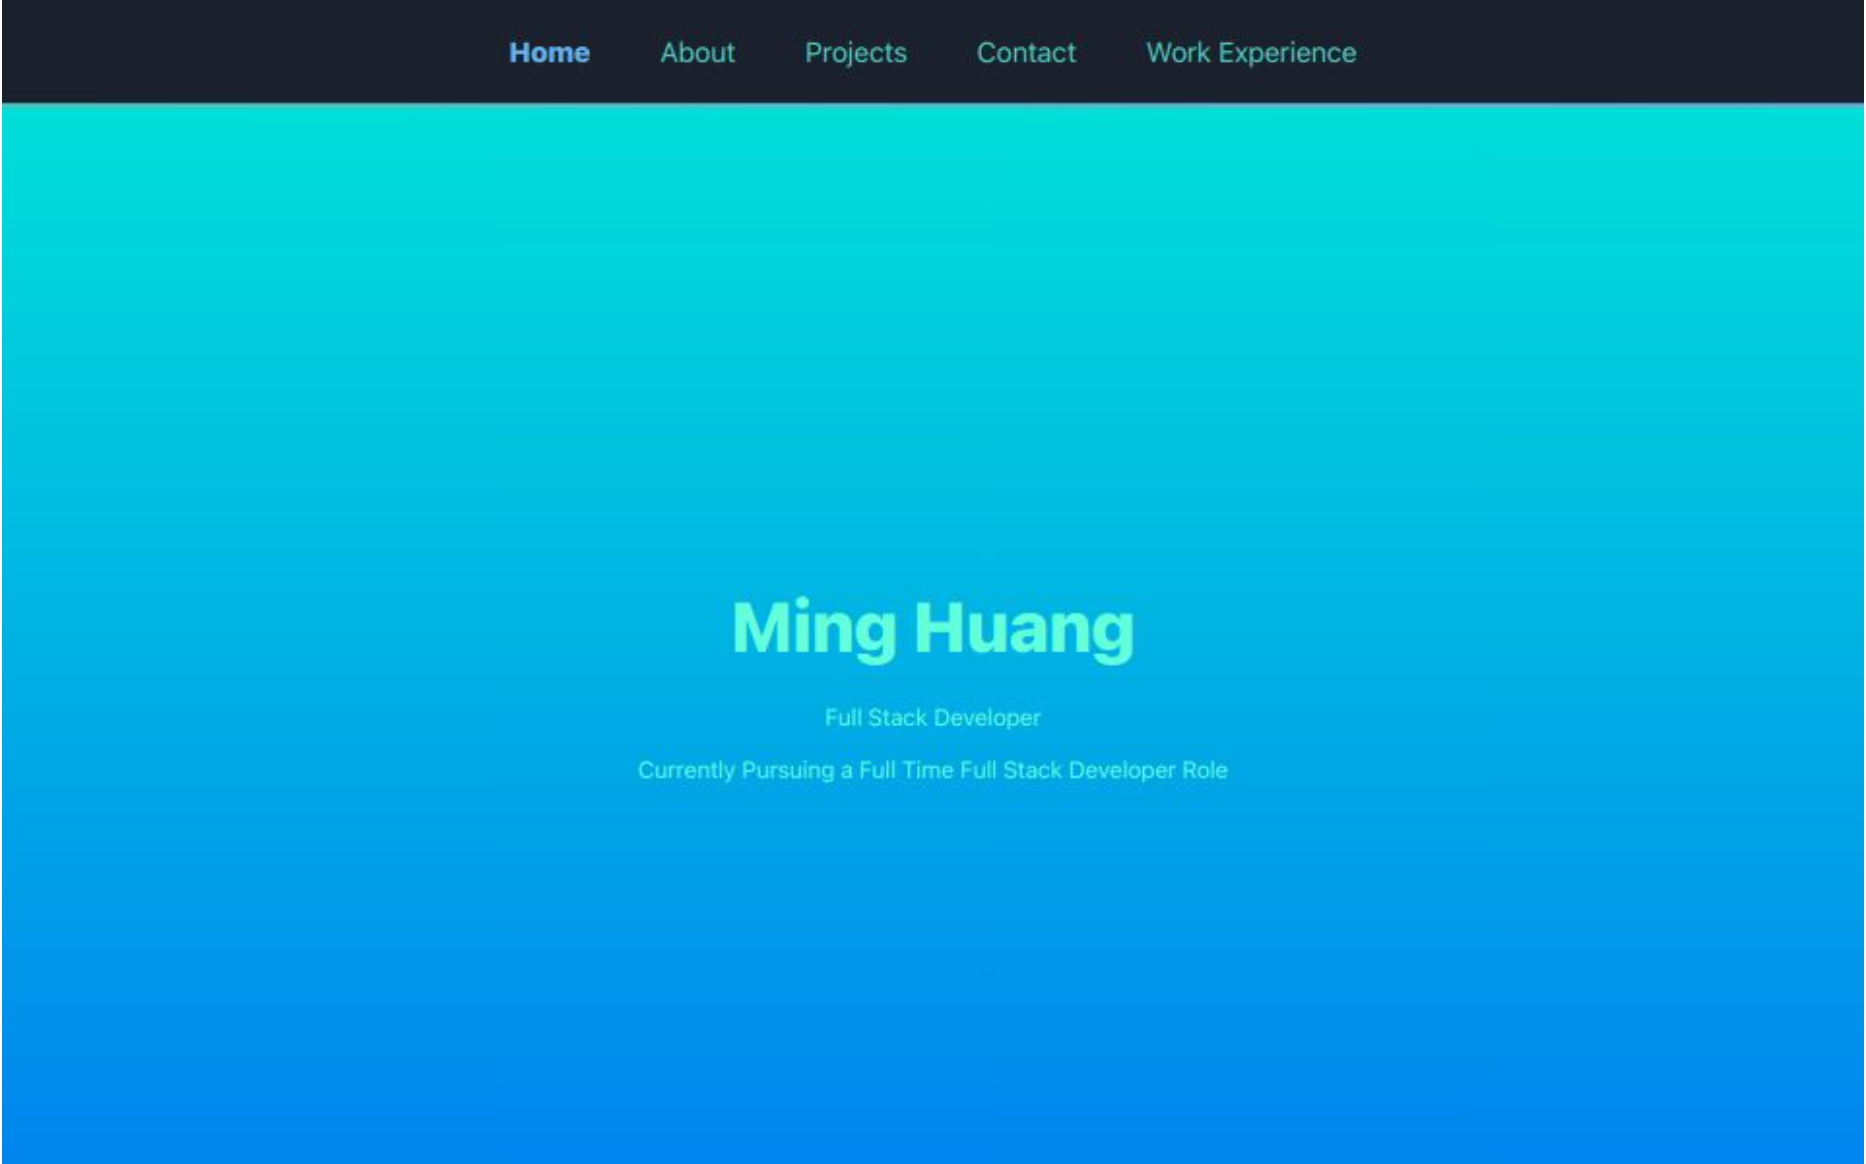 Home About Projects Contact Work Experience
Ming Huang
Full Stack Developer
Currently Pursuing a Full Time Full Stack Developer Role